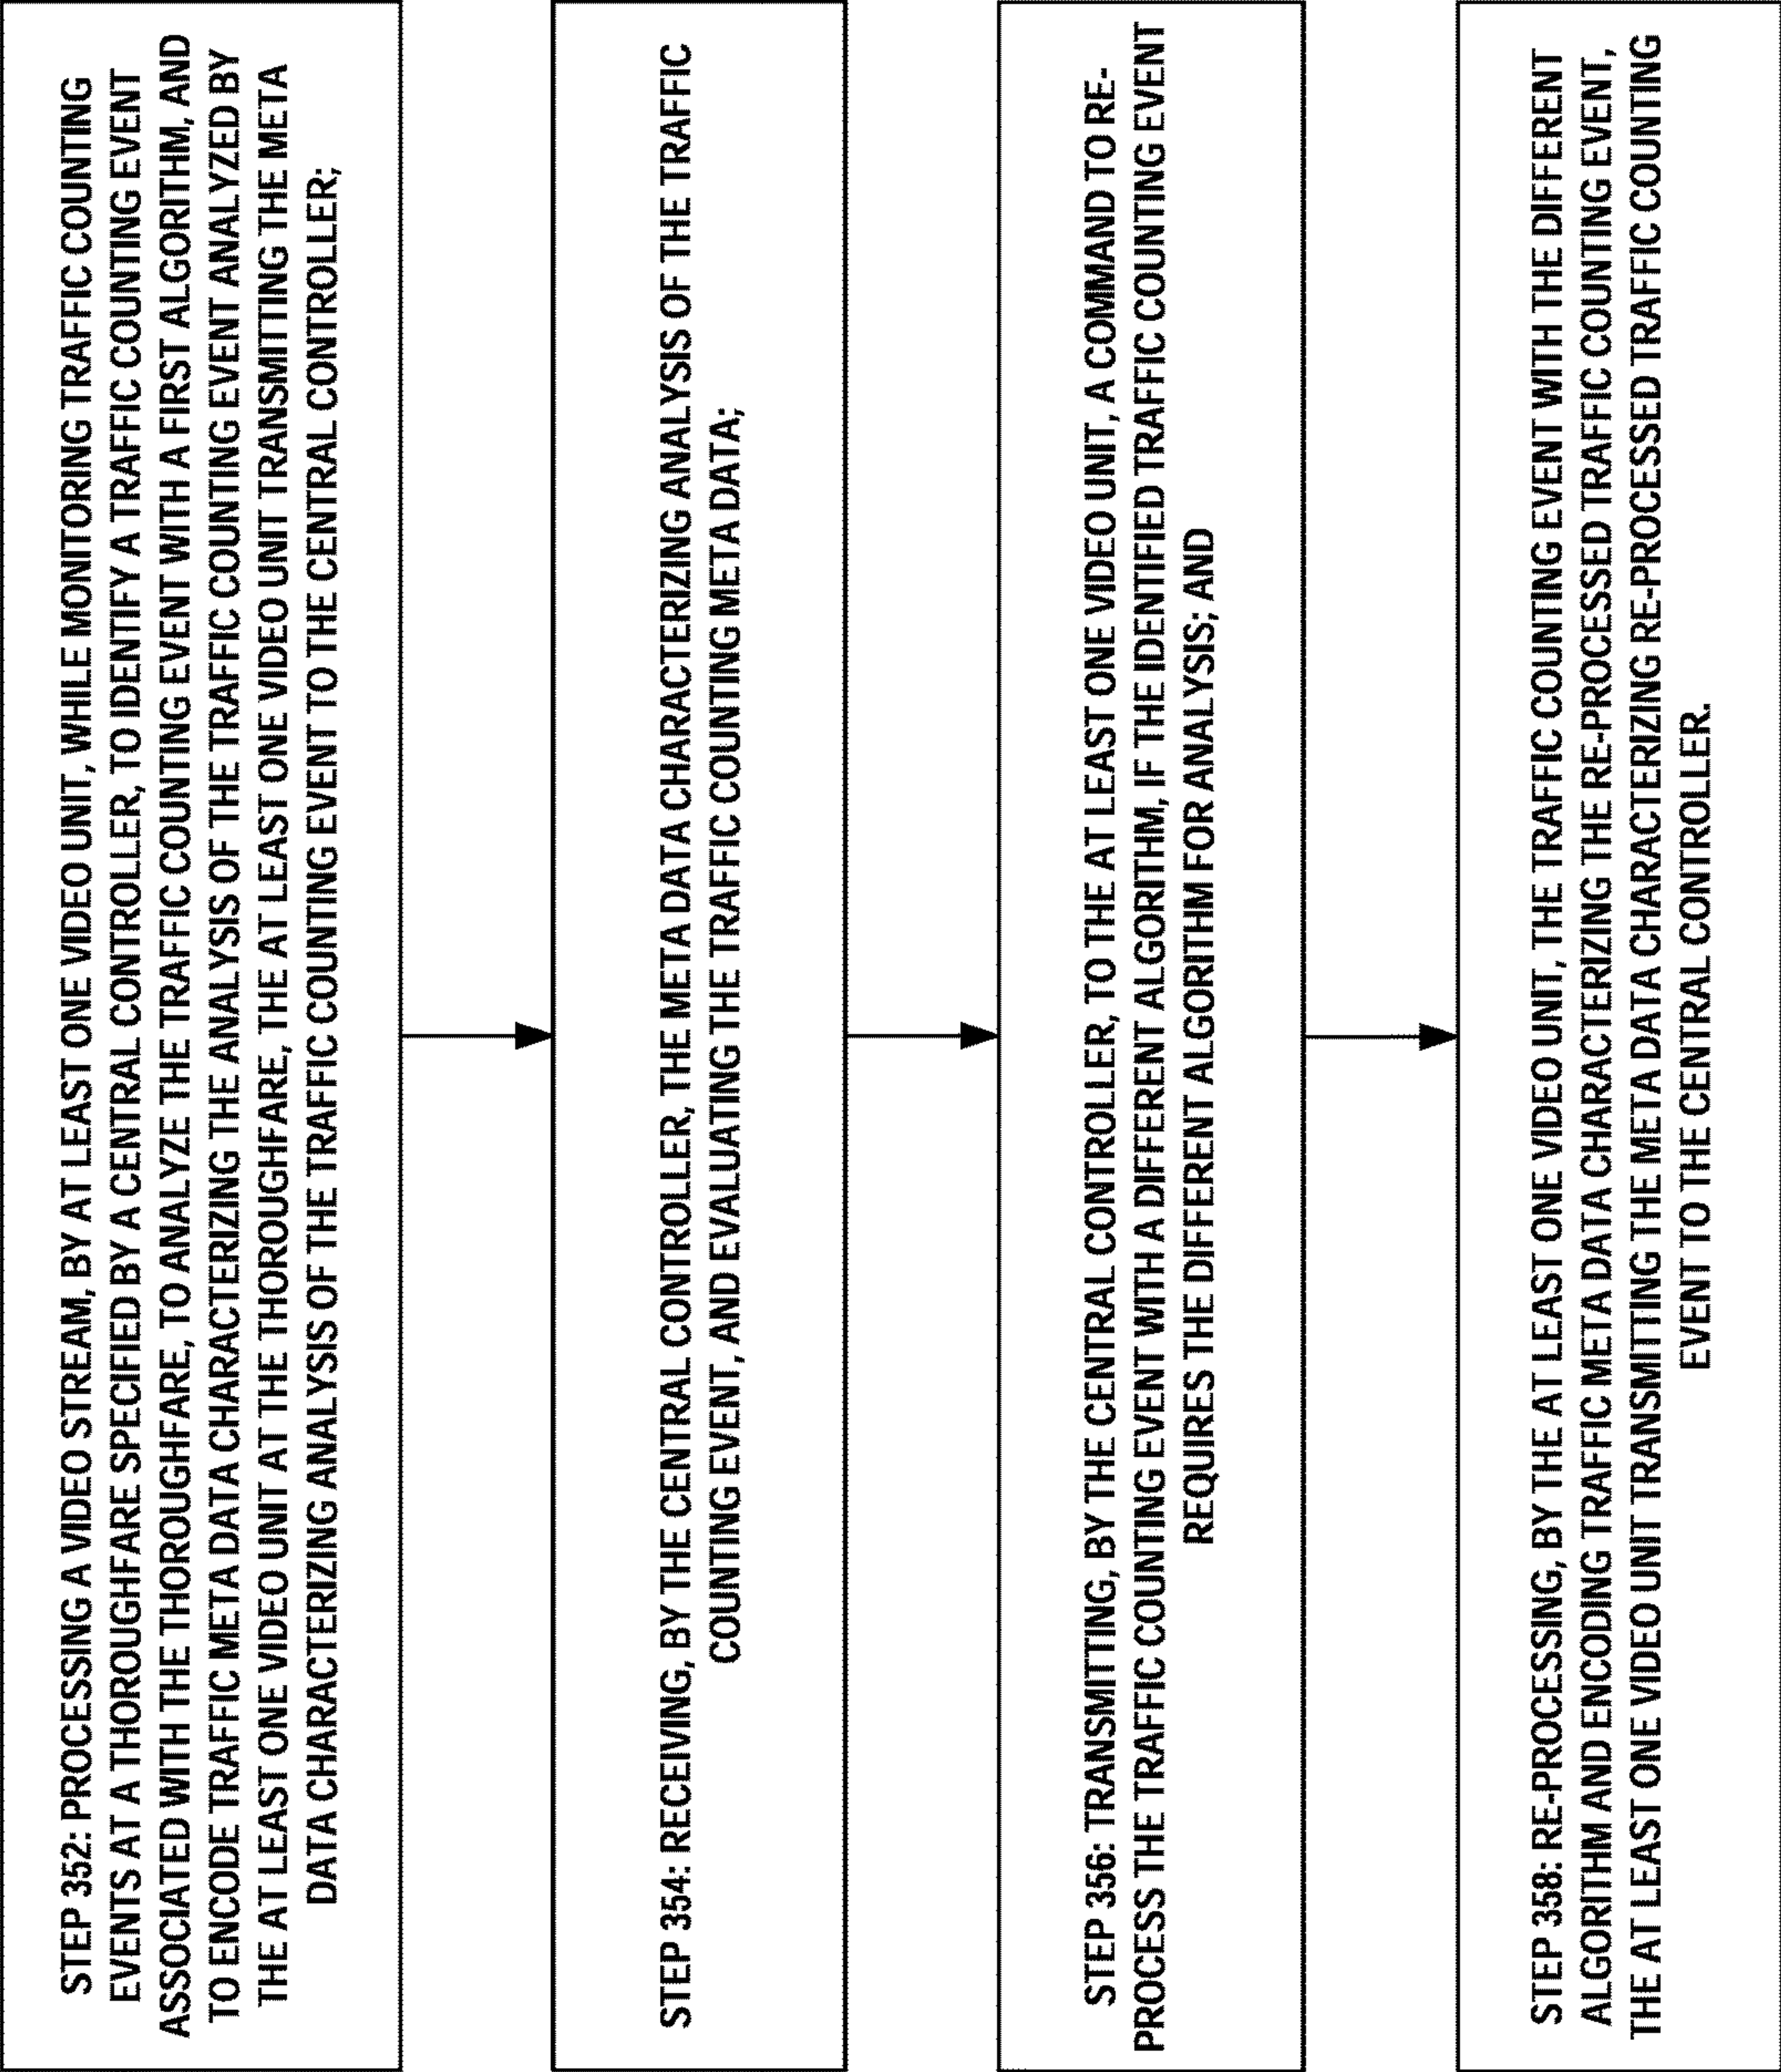 STEP 352: PROCESSING A VIDEO STREAM, BY AT LEAST ONE VIDEO UNIT, WHILE MONITORING TRAFFIC COUNTING
EVENTS AT A THOROUGHFARE SPECIFIED BY A CENTRAL CONTROLLER, TO IDENTIFY A TRAFFIC COUNTING EVENT
ASSOCIATED WITH THE THOROUGHFARE, TO ANALYZE THE TRAFFIC COUNTING EVENT WITH A FIRST ALGORITHM, AND
TO ENCODE TRAFFIC META DATA CHARACTERIZING THE ANALYSIS OF THE TRAFFIC COUNTING EVENT ANALYZED BY
THE AT LEAST ONE VIDEO UNIT AT THE THOROUGHFARE, THE AT LEAST ONE VIDEO UNIT TRANSMITTING THE META
DATA CHARACTERIZING ANALYSIS OF THE TRAFFIC COUNTING EVENT TO THE CENTRAL CONTROLLER;
STEP 354: RECEIVING, BY THE CENTRAL CONTROLLER, THE META DATA CHARACTERIZING ANALYSIS OF THE TRAFFIC
COUNTING EVENT, AND EVALUATING THE TRAFFIC COUNTING META DATA;
STEP 356: TRANSMITTING, BY THE CENTRAL CONTROLLER, TO THE AT LEAST ONE VIDEO UNIT, A COMMAND TO RE-
PROCESS THE TRAFFIC COUNTING EVENT WITH A DIFFERENT ALGORITHM, IF THE IDENTIFIED TRAFFIC COUNTING EVENT
REQUIRES THE DIFFERENT ALGORITHM FOR ANALYSIS; AND
STEP 358: RE-PROCESSING, BY THE AT LEAST ONE VIDEO UNIT, THE TRAFFIC COUNTING EVENT WITH THE DIFFERENT
ALGORITHM AND ENCODING TRAFFIC META DATA CHARACTERIZING THE RE-PROCESSED TRAFFIC COUNTING EVENT,
THE AT LEAST ONE VIDEO UNIT TRANSMITTING THE META DATA CHARACTERIZING RE-PROCESSED TRAFFIC COUNTING
EVENT TO THE CENTRAL CONTROLLER.